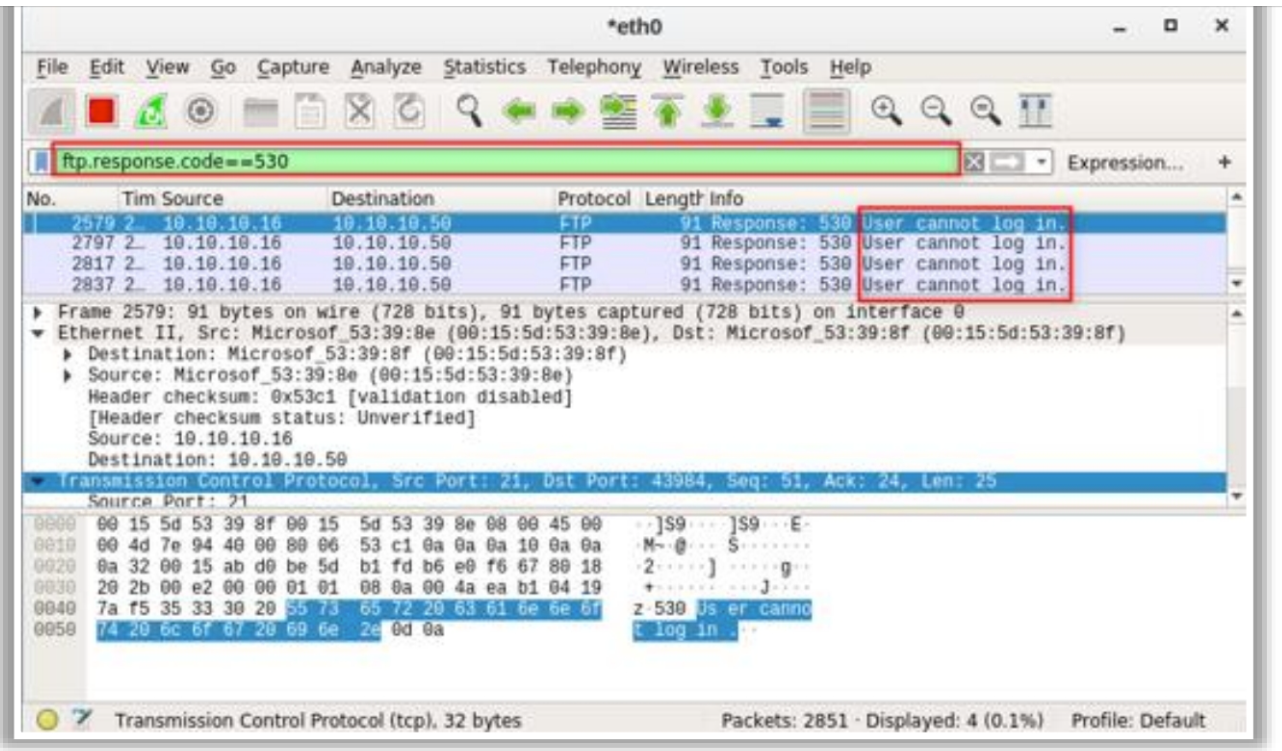 *eth0
File Edit View Go Capture Analyze Statistics Telephony Wireless Tools Help
ftp.response.code==530 Expression... +
No. Tim Source Destination Protocol Length Info
2579 2… 10.10.10.16 10.10.10.50 FTP 91 Response: 530 User cannot log in.
2797 2… 10.10.10.16 10.10.10.50 FTP 91 Response: 530 User cannot log in.
2817 2… 10.10.10.16 10.10.10.50 FTP 91 Response: 530 User cannot log in.
2837 2… 10.10.10.16 10.10.10.50 FTP 91 Response: 530 User cannot log in.
Frame 2579: 91 bytes on wire (728 bits), 91 bytes captured (728 bits) on interface 0
Ethernet II, Src: Microsof_53:39:8e (00:15:5d:53:39:8e), Dst: Microsof_53:39:8f (00:15:5d:53:39:8f)
Destination: Microsof_53:39:8f (00:15:5d:53:39:8f)
Source: Microsof_53:39:8e (00:15:5d:53:39:8e)
Header checksum: 0x53c1 [validation disabled]
[Header checksum status: Unverified]
Source: 10.10.10.16
Destination: 10.10.10.50
Transmission Control Protocol, Src Port: 21, Dst Port: 43984, Seq: 51, Ack: 24, Len: 25
Source Port: 21
0000 00 15 5d 53 39 8f 00 15 5d 53 39 8e 08 00 45 00 ··]S9··· ]S9···E·
0010 00 4d 7e 94 40 00 80 06 53 c1 0a 0a 0a 10 0a 0a ·M~·@··· S·······
0020 0a 32 00 15 ab d0 be 5d b1 fd b6 e0 f6 67 80 18 ·2·····] ·····g··
0030 20 2b 00 e2 00 00 01 01 08 0a 00 4a ea b1 04 19 +······ ···J····
0040 7a f5 35 33 30 20 55 73 65 72 20 63 61 6e 6e 6f z·530 Us er canno
0050 74 20 6c 6f 67 20 69 6e 2e 0d 0a t log in .··
Transmission Control Protocol (tcp), 32 bytes Packets: 2851 · Displayed: 4 (0.1%) Profile: Default